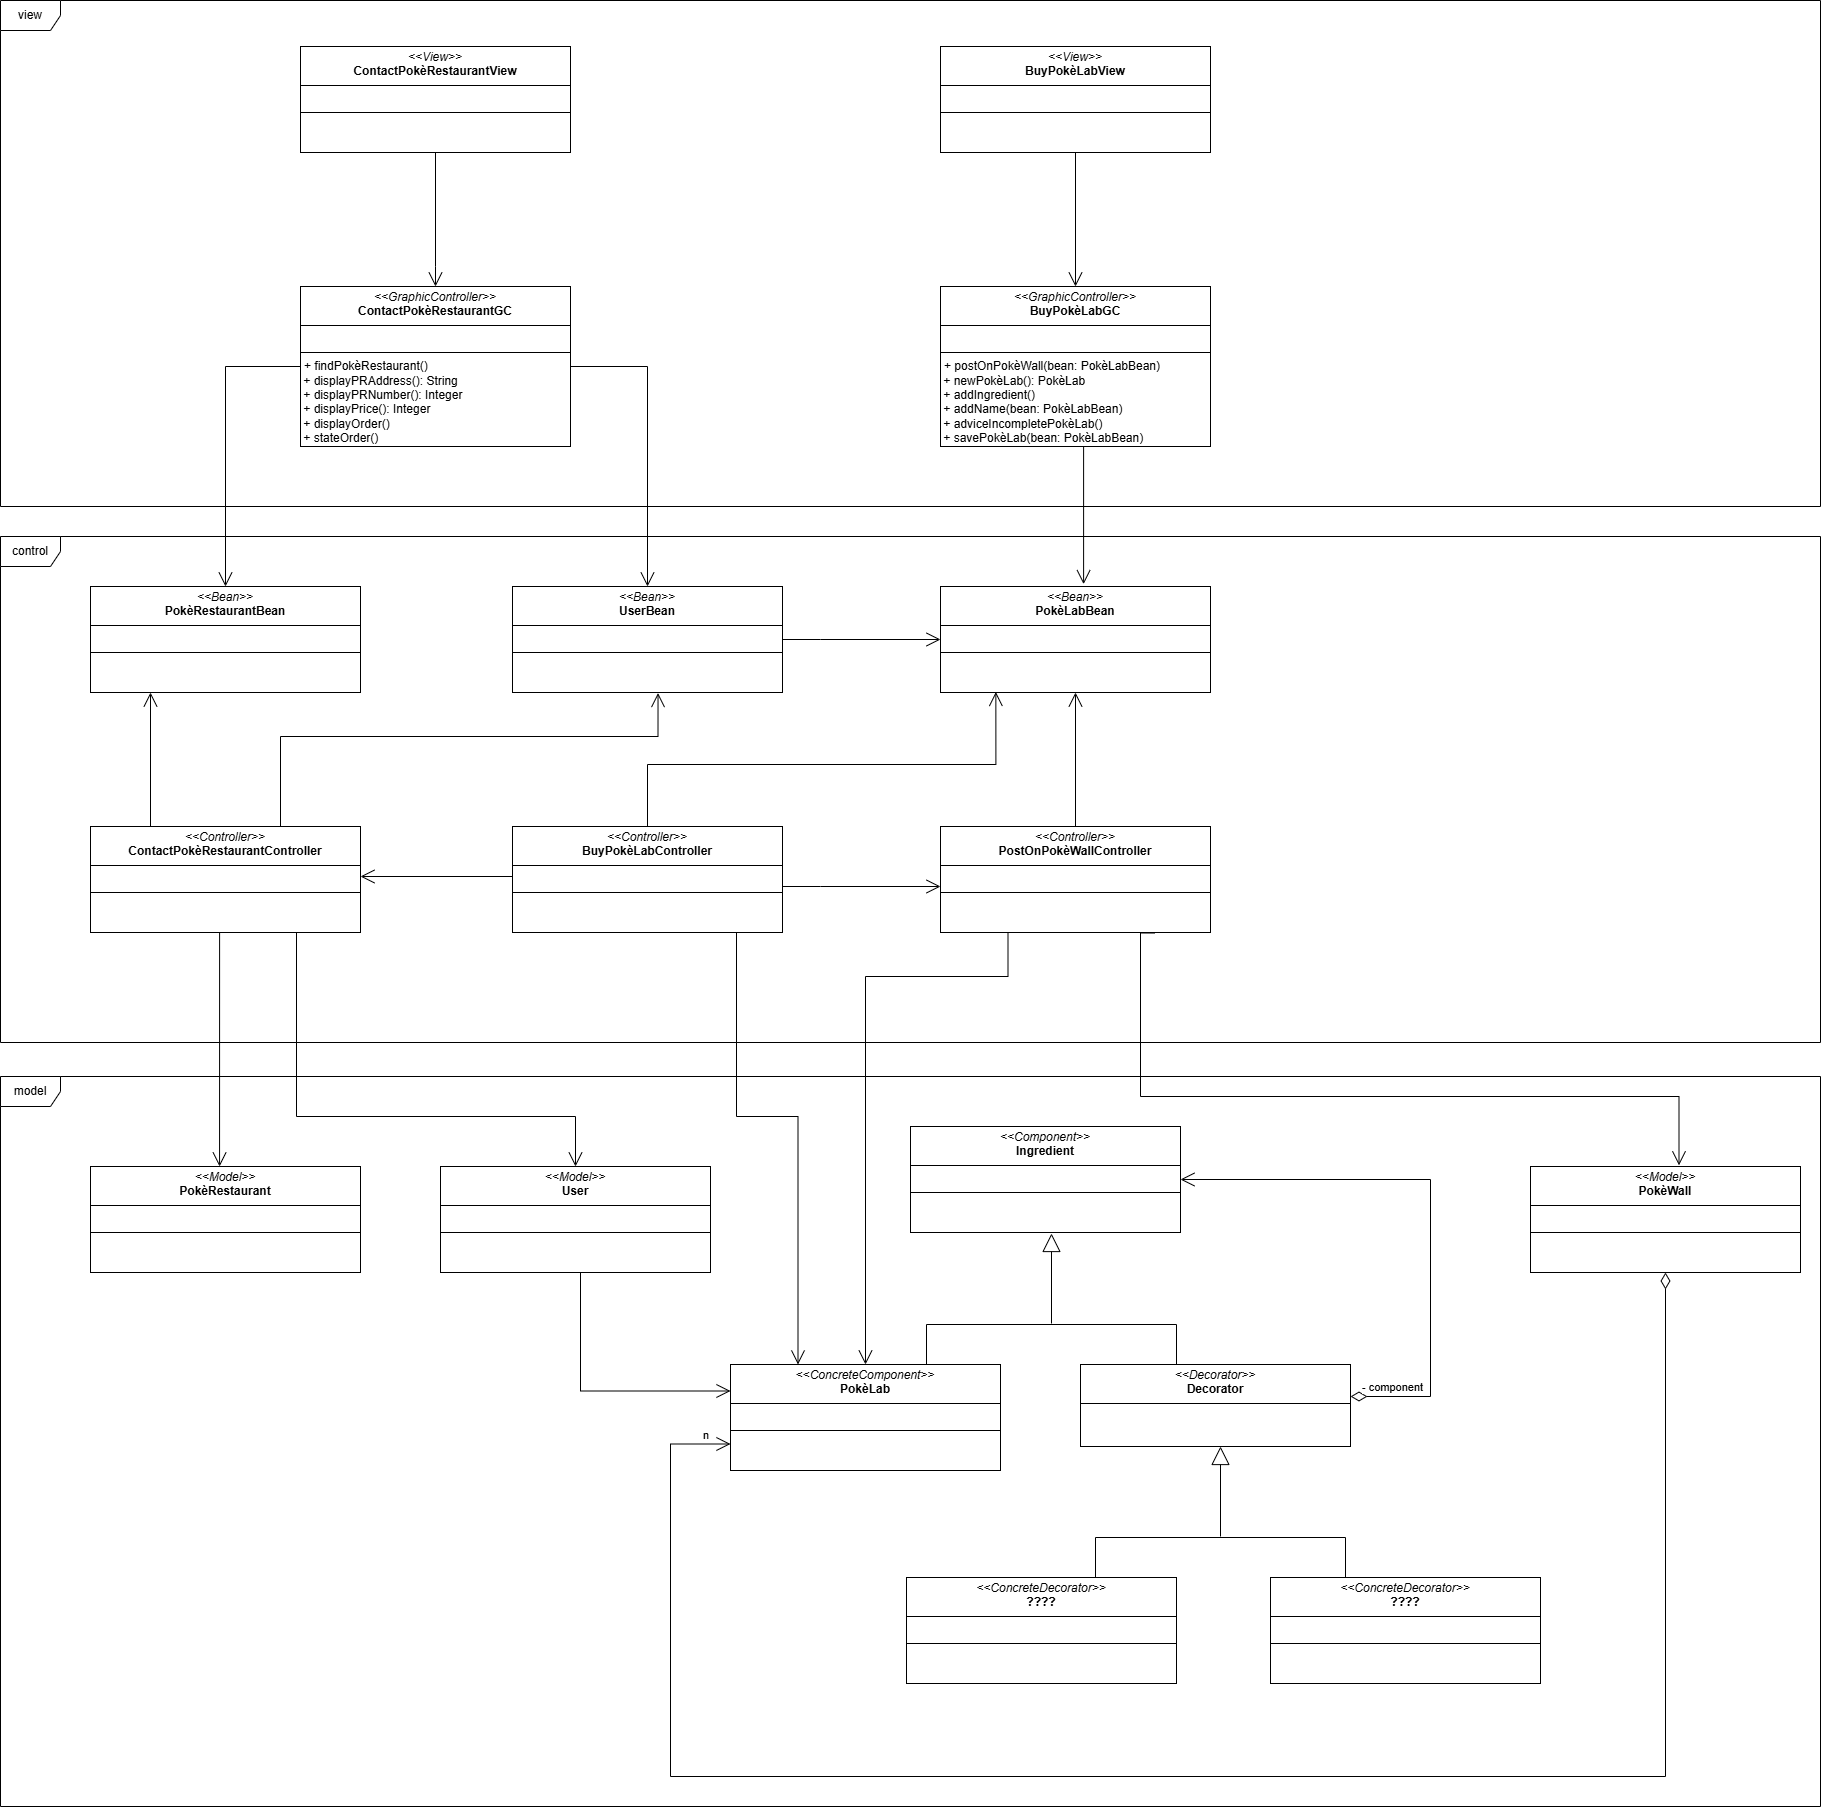 view
<<View>>
ContactPokèRestaurantView
<<View>>
BuyPokèLabView
<<GraphicController>>
ContactPokèRestaurantGC
+ findPokèRestaurant()
+ displayPRAddress(): String
+ displayPRNumber(): Integer
+ displayPrice(): Integer
+ displayOrder()
+ stateOrder()
<<GraphicController>>
BuyPokèLabGC
+ postOnPokèWall(bean: PokèLabBean)
+ newPokèLab(): PokèLab
+ addIngredient()
+ addName(bean: PokèLabBean)
+ adviceIncompletePokèLab()
+ savePokèLab(bean: PokèLabBean)
control
<<Bean>>
PokèRestaurantBean
<<Bean>>
UserBean
<<Bean>>
PokèLabBean
<<Controller>>
ContactPokèRestaurantController
<<Controller>>
BuyPokèLabController
<<Controller>>
PostOnPokèWallController
model
<<Model>>
PokèRestaurant
<<Model>>
User
<<Component>>
Ingredient
<<Model>>
PokèWall
<<ConcreteComponent>>
PokèLab
<<Decorator>>
Decorator
- component
n
<<ConcreteDecorator>>
????
<<ConcreteDecorator>>
????